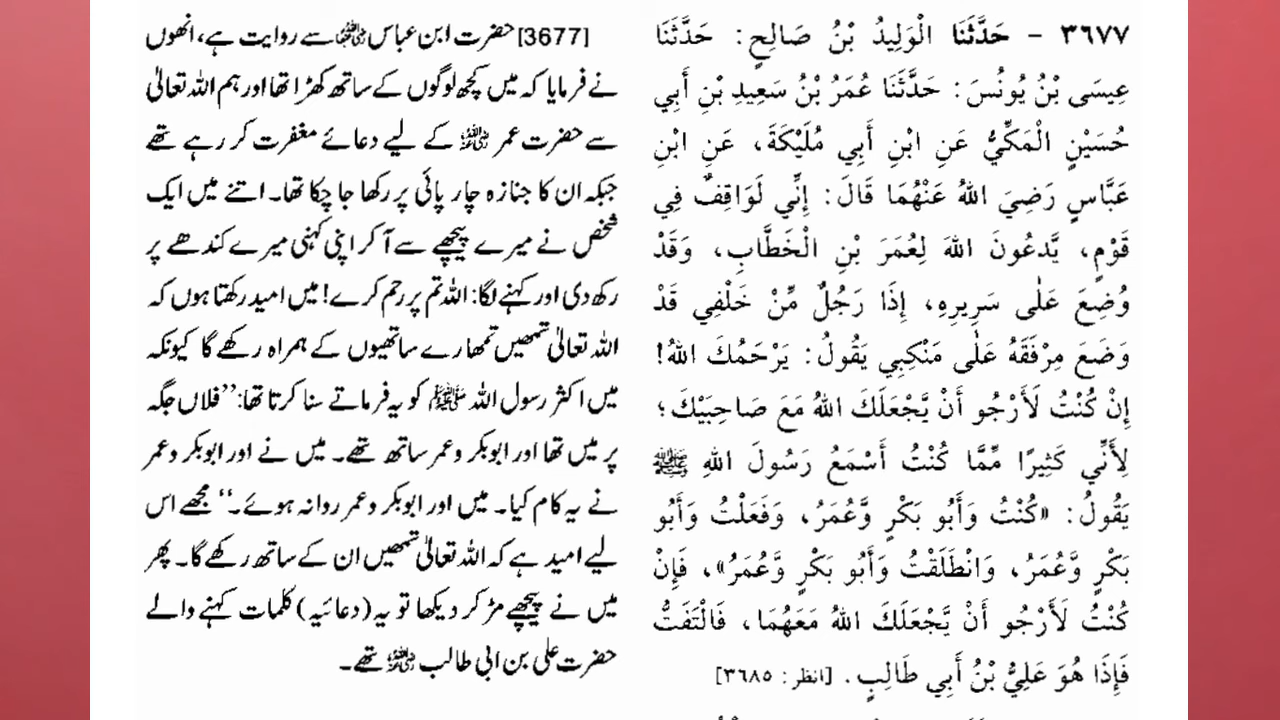 ٣٦٧٧ - حَدَّثَنَا الْوَلِيدُ بْنُ صَالِحٍ: حَدَّثَنَا
عِيسَى بْنُ يُونُسَ: حَدَّثَنَا عُمَرُ بْنُ سَعِيدِ بْنِ أَبِي
حُسَيْنٍ الْمَكِّيُّ عَنِ ابْنِ أَبِي مُلَيْكَةَ، عَنِ ابْنِ
عَبَّاسٍ رَضِيَ اللهُ عَنْهُمَا قَالَ: إِنِّي لَوَاقِفٌ فِي
قَوْمٍ، يَّدعُونَ اللهَ لِعُمَرَ بْنِ الْخَطَّابِ، وَقَدْ
وُضِعَ عَلٰى سَرِيرِهِ، إِذَا رَجُلٌ مِّنْ خَلْفِي قَدْ
وَضَعَ مِرْفَقَهُ عَلٰى مَنْكِبِي يَقُولُ: يَرْحَمُكَ اللهُ!
إِنْ كُنْتُ لَأَرْجُو أَنْ يَّجْعَلَكَ اللهُ مَعَ صَاحِبَيْكَ؛
لِأَنِّي كَثِيرًا مِّمَّا كُنْتُ أَسْمَعُ رَسُولَ اللهِ ﷺ
يَقُولُ: «كُنْتُ وَأَبُو بَكْرٍ وَّعُمَرُ، وَفَعَلْتُ وَأَبُو
بَكْرٍ وَّعُمَرُ، وَانْطَلَقْتُ وَأَبُو بَكْرٍ وَّعُمَرُ»، فَإِنْ
كُنْتُ لَأَرْجُو أَنْ يَّجْعَلَكَ اللهُ مَعَهُمَا، فَالْتَفَتُّ
فَإِذَا هُوَ عَلِيُّ بْنُ أَبِي طَالِبٍ. [انظر: ٣٦٨٥]
[3677] حضرت ابن عباس ؓ سے روایت ہے، انھوں
نے فرمایا کہ میں کچھ لوگوں کے ساتھ کھڑا تھا اور ہم اللہ تعالیٰ
سے حضرت عمر ؓ کے لیے دعائے مغفرت کر رہے تھے
جبکہ ان کا جنازہ چار پائی پر رکھا جا چکا تھا۔ اتنے میں ایک
شخص نے میرے پیچھے سے آ کر اپنی کہنی میرے کندھے پر
رکھ دی اور کہنے لگا: اللہ تم پر رحم کرے! میں امید رکھتا ہوں کہ
اللہ تعالیٰ تمھیں تمھارے ساتھیوں کے ہمراہ رکھے گا کیونکہ
میں اکثر رسول اللہ ﷺ کو یہ فرماتے سنا کرتا تھا: ’’فلاں جگہ
پر میں تھا اور ابوبکر و عمر ساتھ تھے۔ میں نے اور ابوبکر و عمر
نے یہ کام کیا۔ میں اور ابوبکر و عمر روانہ ہوئے۔‘‘ مجھے اس
لیے امید ہے کہ اللہ تعالیٰ تمھیں ان کے ساتھ رکھے گا۔ پھر
میں نے پیچھے مڑ کر دیکھا تو یہ (دعائیہ) کلمات کہنے والے
حضرت علی بن ابی طالب ؓ تھے۔